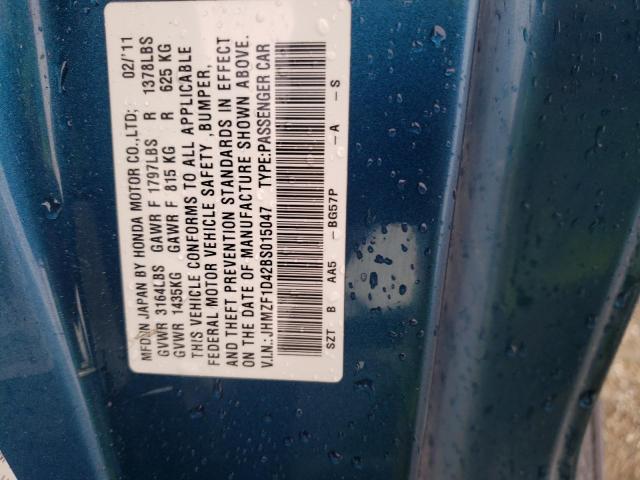 MFD.IN JAPAN BY HONDA MOTOR CO.,LTD; 02/'11
GVWR 3164LBS GAWR F 1797LBS R 1378LBS
GVWR 1435KG GAWR F 815 KG R 625 KG
THIS VEHICLE CONFORMS TO ALL APPLICABLE
FEDERAL MOTOR VEHICLE SAFETY ,BUMPER,
AND THEFT PREVENTION STANDARDS IN EFFECT
ON THE DATE OF MANUFACTURE SHOWN ABOVE.
V.I.N.:JHMZF1D42BS015047 TYPE:PASSENGER CAR
SZT B AA5 -BG57P -A -S